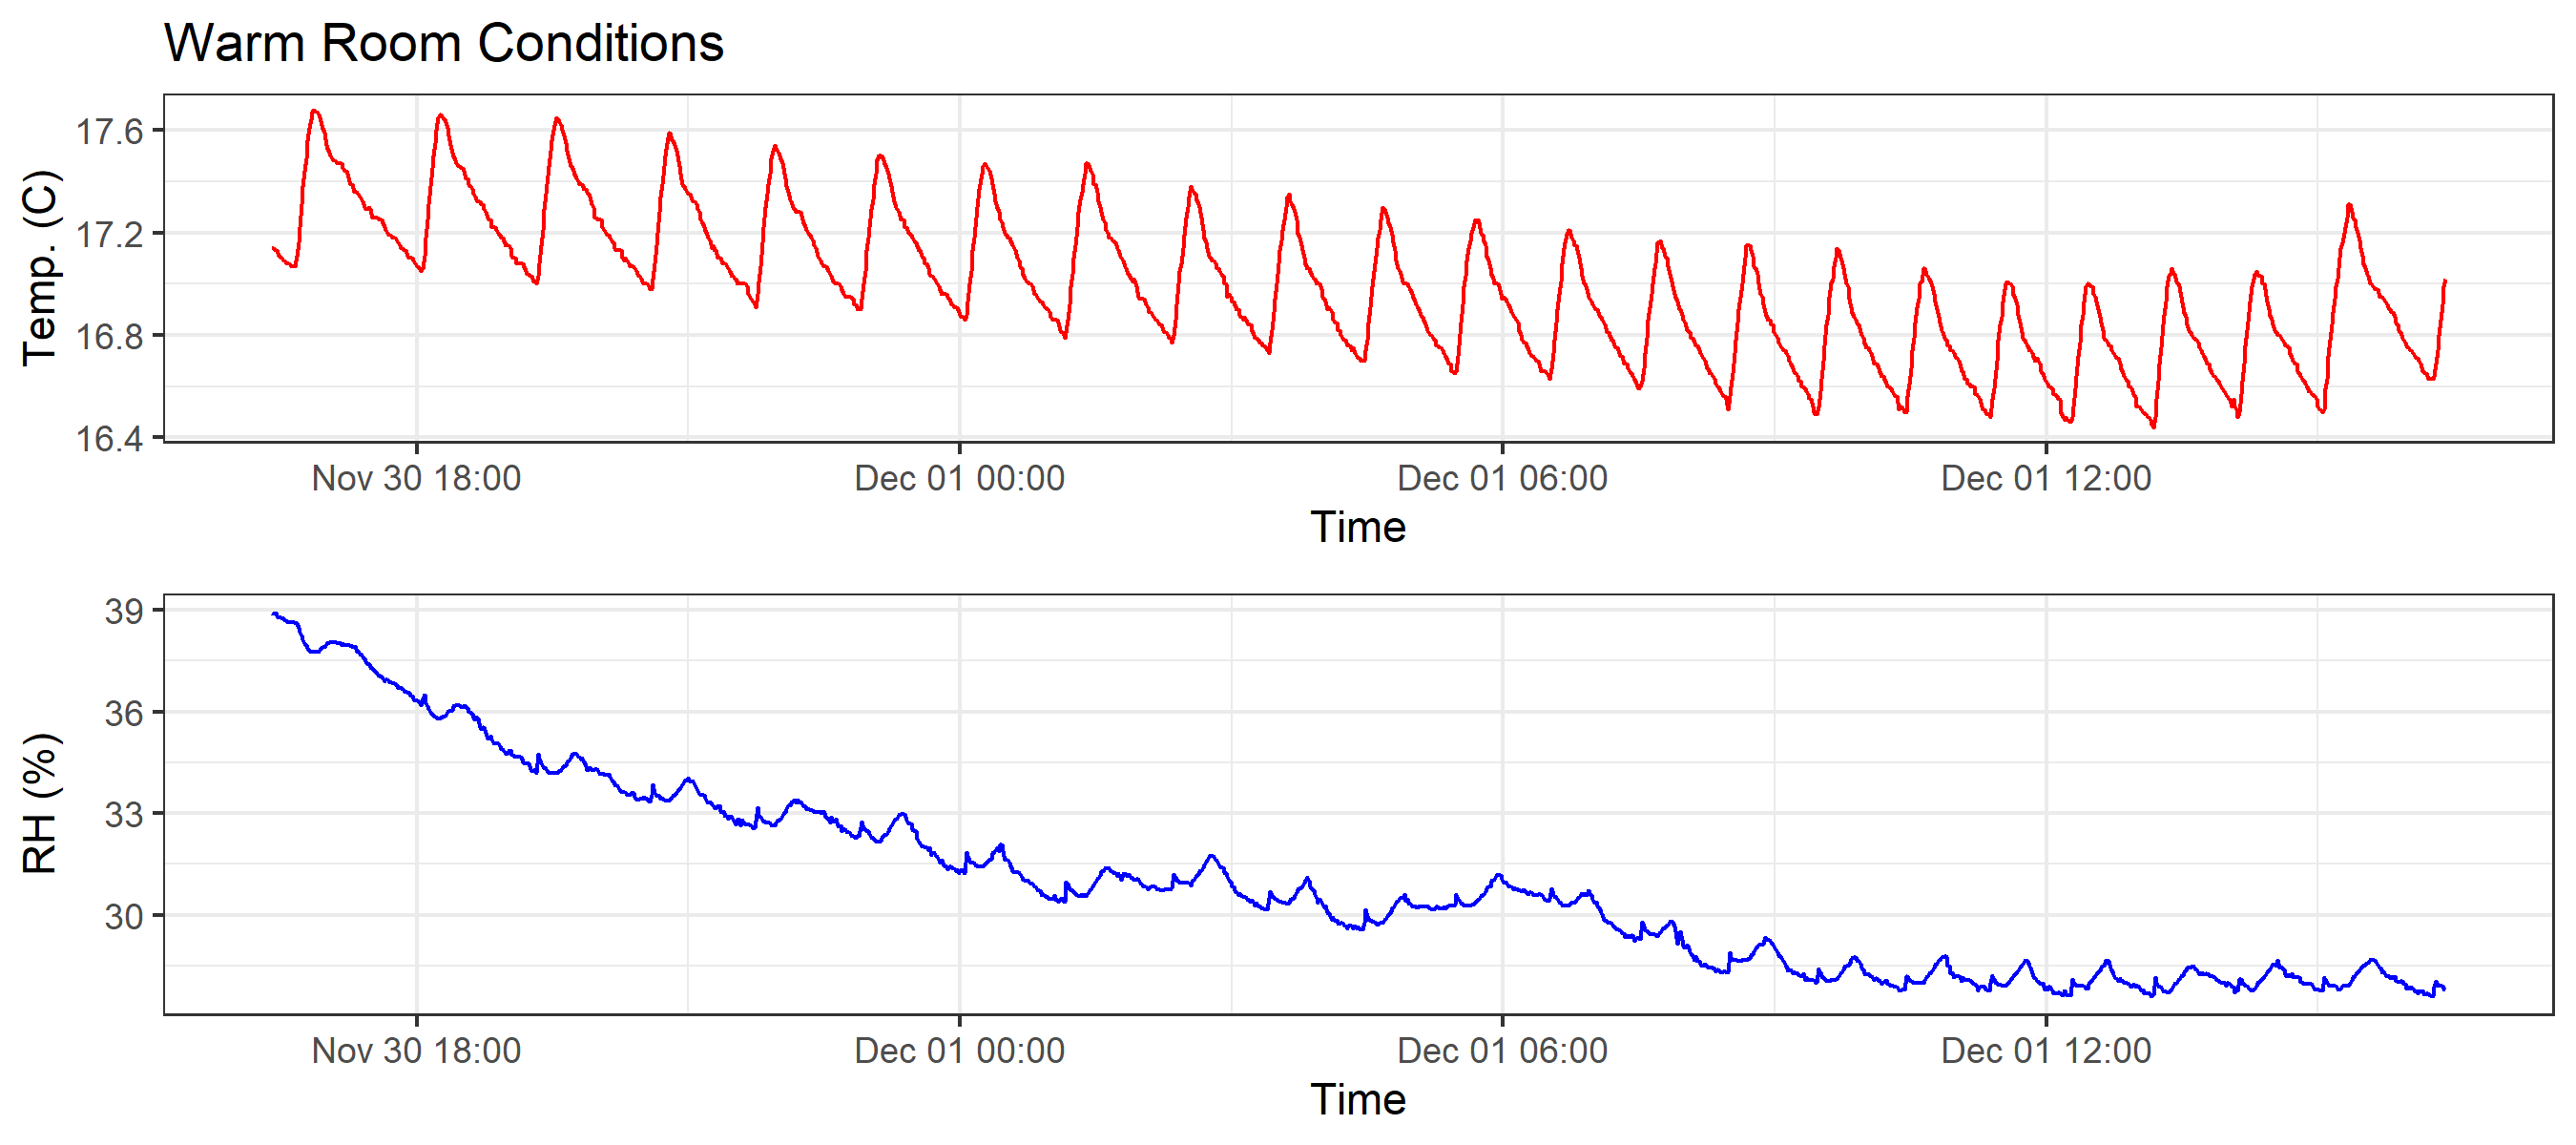 Warm Room Conditions
Temp. (C)
17.6
17.2
16.8
16.4
Nov 30 18:00 Dec 01 00:00 Dec 01 06:00 Dec 01 12:00
Time
RH (%)
39
36
33
30
Nov 30 18:00 Dec 01 00:00 Dec 01 06:00 Dec 01 12:00
Time